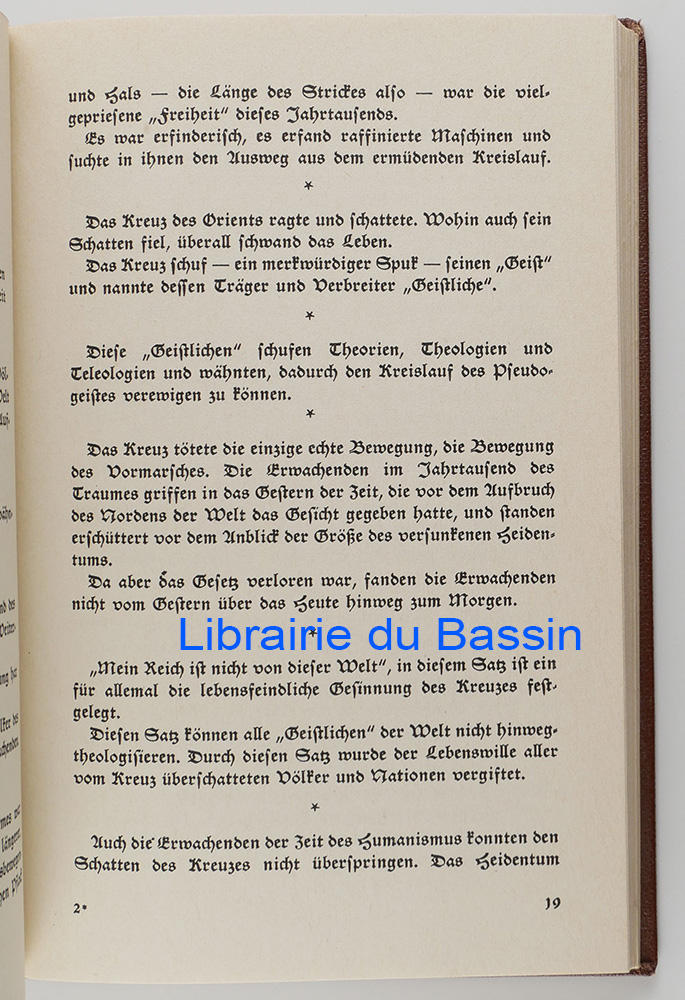 und Hals — die Länge des Strickes also — war die viel-
gepriesene „Freiheit“ dieses Jahrtausends.
Es war erfinderisch, es erfand raffinierte Maschinen und
suchte in ihnen den Ausweg aus dem ermüdenden Kreislauf.
*
Das Kreuz des Orients ragte und schattete. Wohin auch sein
Schatten fiel, überall schwand das Leben.
Das Kreuz schuf — ein merkwürdiger Spuk — seinen „Geist“
und nannte dessen Träger und Verbreiter „Geistliche“.
*
Diese „Geistlichen“ schufen Theorien, Theologien und
Teleologien und wähnten, dadurch den Kreislauf des Pseudo-
geistes verewigen zu können.
*
Das Kreuz tötete die einzige echte Bewegung, die Bewegung
des Vormarsches. Die Erwachenden im Jahrtausend des
Traumes griffen in das Gestern der Zeit, die vor dem Aufbruch
des Nordens der Welt das Gesicht gegeben hatte, und standen
erschüttert vor dem Anblick der Größe des versunkenen Heiden-
tums.
Da aber das Gesetz verloren war, fanden die Erwachenden
nicht vom Gestern über das Heute hinweg zum Morgen.
*
Librairie du Bassin
„Mein Reich ist nicht von dieser Welt“, in diesem Satz ist ein
für allemal die lebensfeindliche Gesinnung des Kreuzes fest-
gelegt.
Diesen Satz können alle „Geistlichen“ der Welt nicht hinweg-
theologisieren. Durch diesen Satz wurde der Lebenswille aller
vom Kreuz überschatteten Völker und Nationen vergiftet.
*
Auch die Erwachenden der Zeit des Humanismus konnten den
Schatten des Kreuzes nicht überspringen. Das Heidentum
2*
19